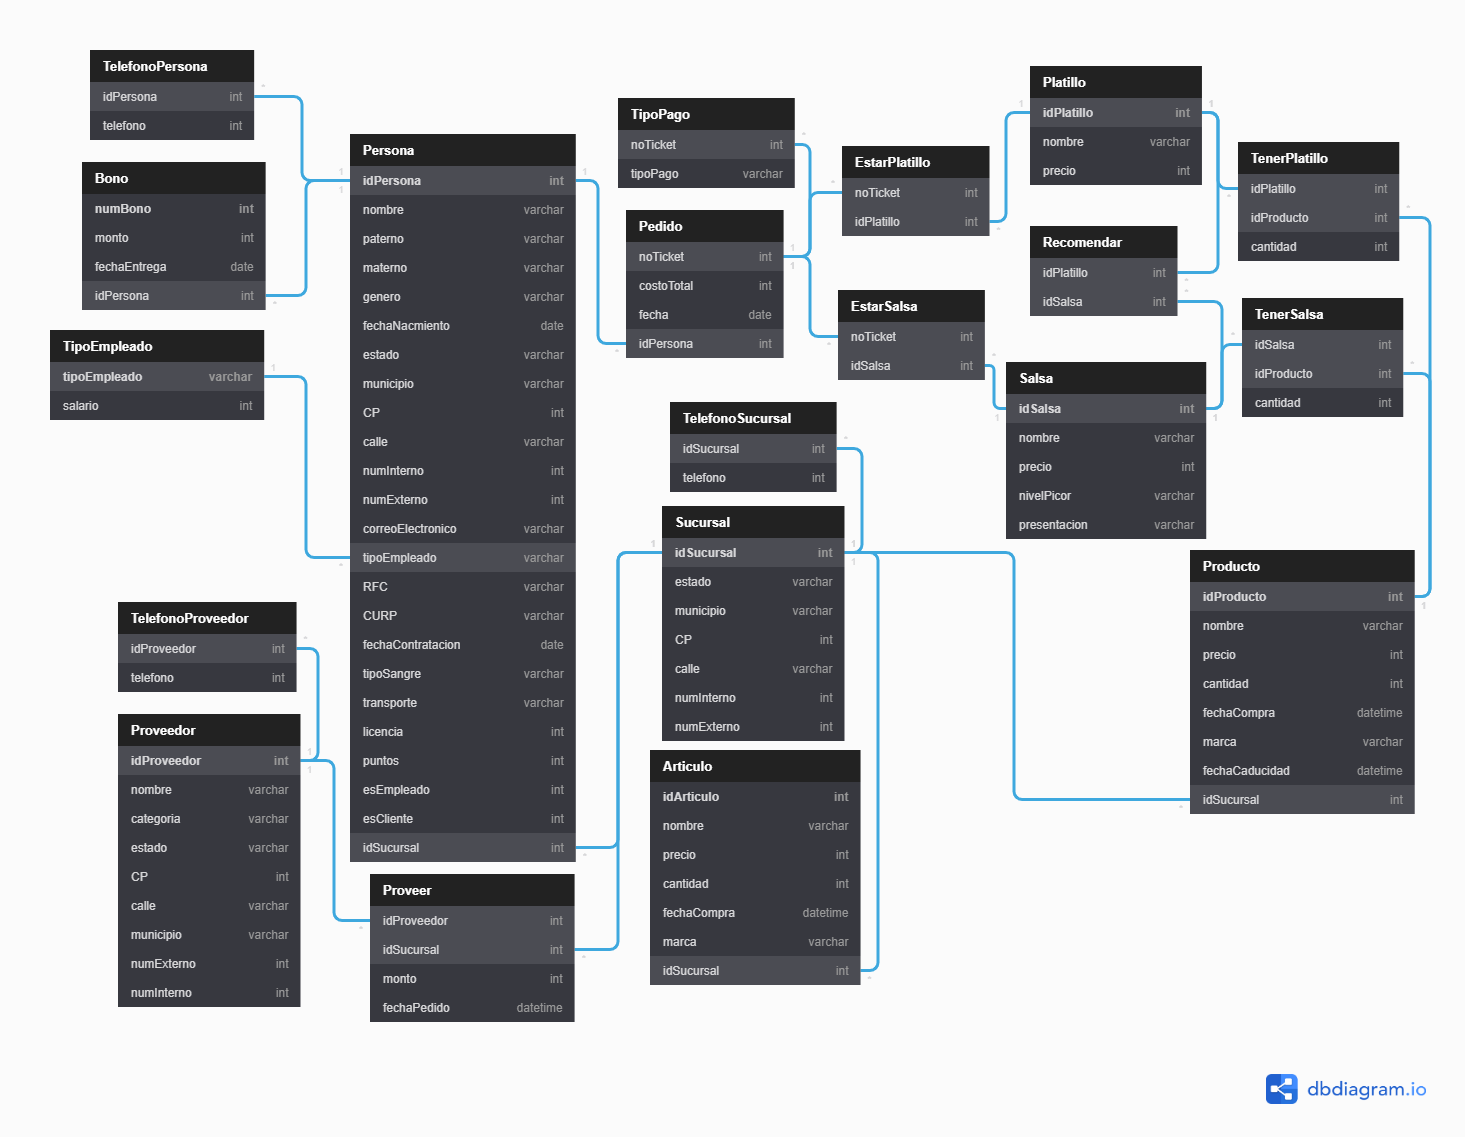 TelefonoPersona
idPersona int
telefono int
Bono
numBono int
monto int
fechaEntrega date
idPersona int
TipoEmpleado
tipoEmpleado varchar
salario int
TelefonoProveedor
idProveedor int
telefono int
Proveedor
idProveedor int
nombre varchar
categoria varchar
estado varchar
CP int
calle varchar
municipio varchar
numExterno int
numInterno int
Persona
idPersona int
nombre varchar
paterno varchar
materno varchar
genero varchar
fechaNacmiento date
estado varchar
municipio varchar
CP int
calle varchar
numInterno int
numExterno int
correoElectronico varchar
tipoEmpleado varchar
RFC varchar
CURP varchar
fechaContratacion date
tipoSangre varchar
transporte varchar
licencia int
puntos int
esEmpleado int
esCliente int
idSucursal int
Proveer
idProveedor int
idSucursal int
monto int
fechaPedido datetime
TipoPago
noTicket int
tipoPago varchar
Pedido
noTicket int
costoTotal int
fecha date
idPersona int
TelefonoSucursal
idSucursal int
telefono int
Sucursal
idSucursal int
estado varchar
municipio varchar
CP int
calle varchar
numInterno int
numExterno int
Articulo
idArticulo int
nombre varchar
precio int
cantidad int
fechaCompra datetime
marca varchar
idSucursal int
EstarPlatillo
noTicket int
idPlatillo int
EstarSalsa
noTicket int
idSalsa int
Platillo
idPlatillo int
nombre varchar
precio int
Recomendar
idPlatillo int
idSalsa int
Salsa
idSalsa int
nombre varchar
precio int
nivelPicor varchar
presentacion varchar
TenerPlatillo
idPlatillo int
idProducto int
cantidad int
TenerSalsa
idSalsa int
idProducto int
cantidad int
Producto
idProducto int
nombre varchar
precio int
cantidad int
fechaCompra datetime
marca varchar
fechaCaducidad datetime
idSucursal int
dbdiagram.io